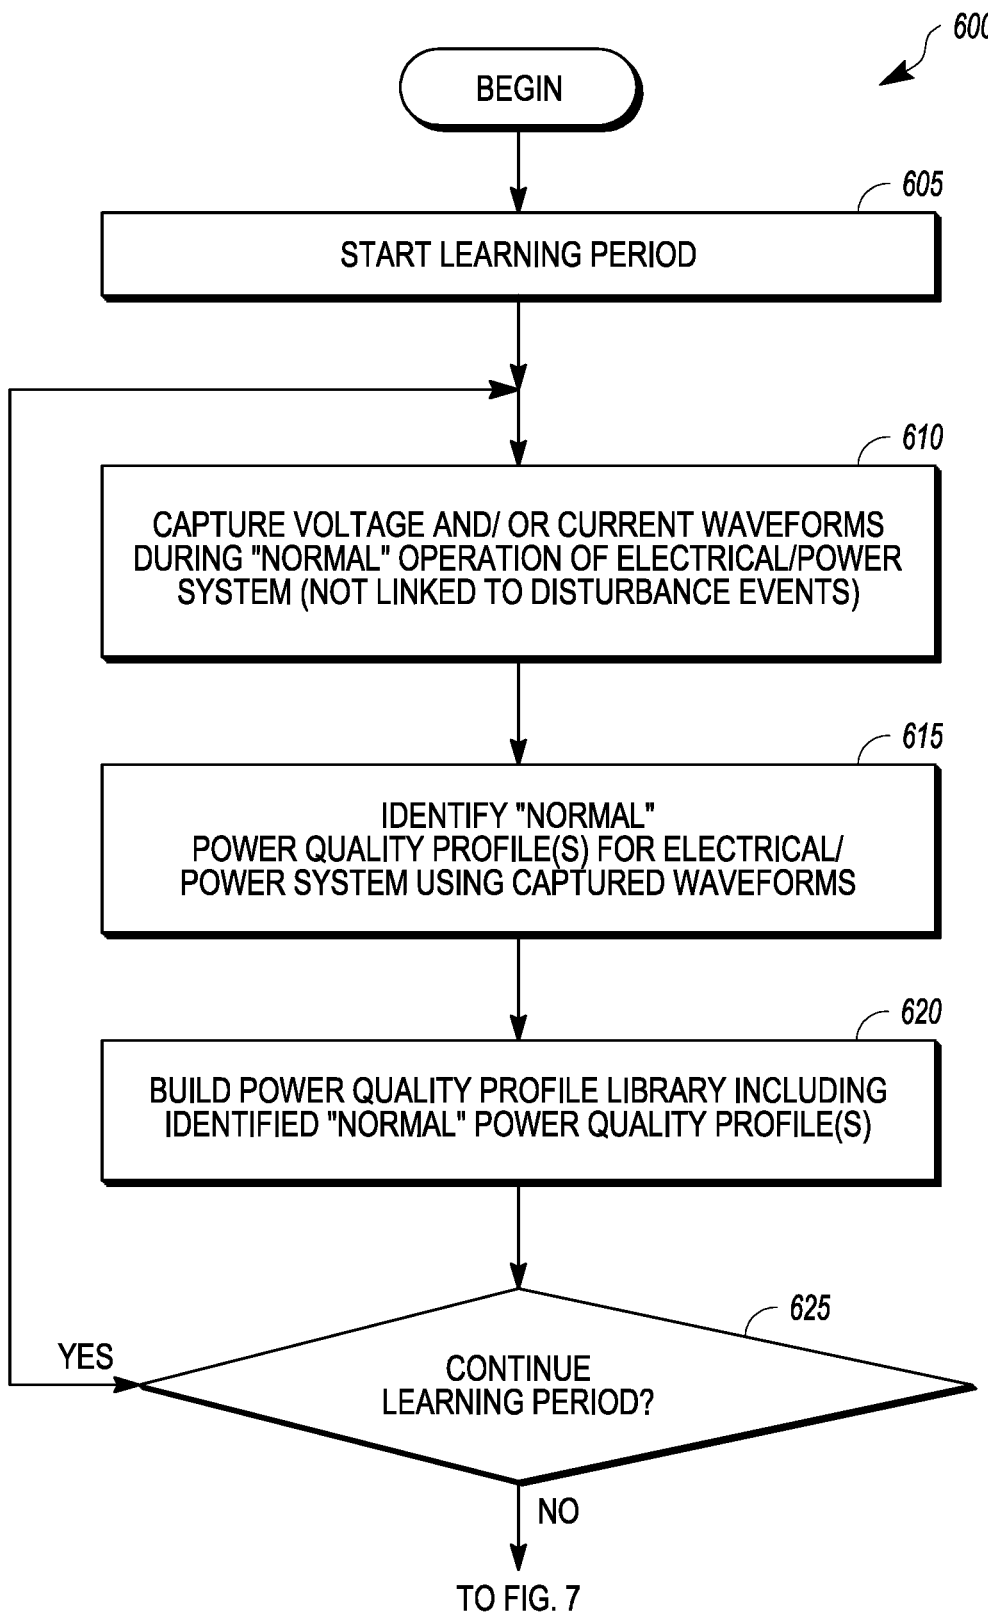 600
BEGIN
605
START LEARNING PERIOD
610
CAPTURE VOLTAGE AND/ OR CURRENT WAVEFORMS
DURING "NORMAL" OPERATION OF ELECTRICAL/POWER
SYSTEM (NOT LINKED TO DISTURBANCE EVENTS)
615
IDENTIFY "NORMAL"
POWER QUALITY PROFILE(S) FOR ELECTRICAL/
POWER SYSTEM USING CAPTURED WAVEFORMS
620
BUILD POWER QUALITY PROFILE LIBRARY INCLUDING
IDENTIFIED "NORMAL" POWER QUALITY PROFILE(S)
625
YES
CONTINUE
LEARNING PERIOD?
NO
TO FIG. 7